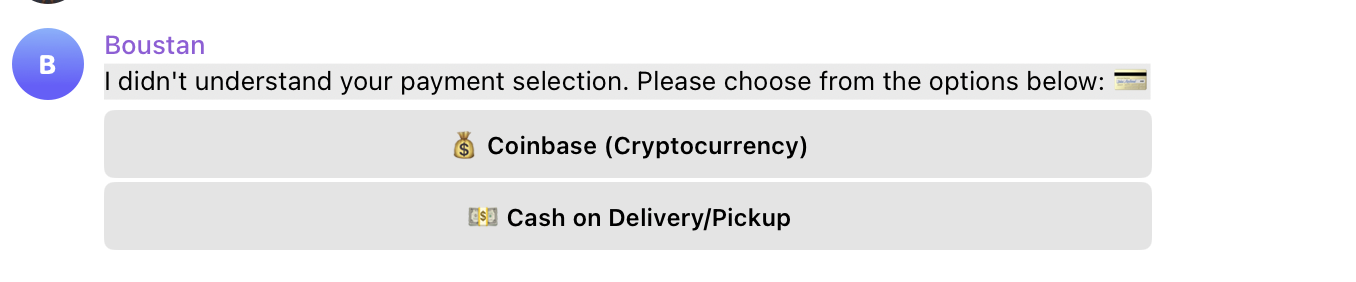 B
Boustan
I didn't understand your payment selection. Please choose from the options below: 💳
💰 Coinbase (Cryptocurrency)
💵 Cash on Delivery/Pickup